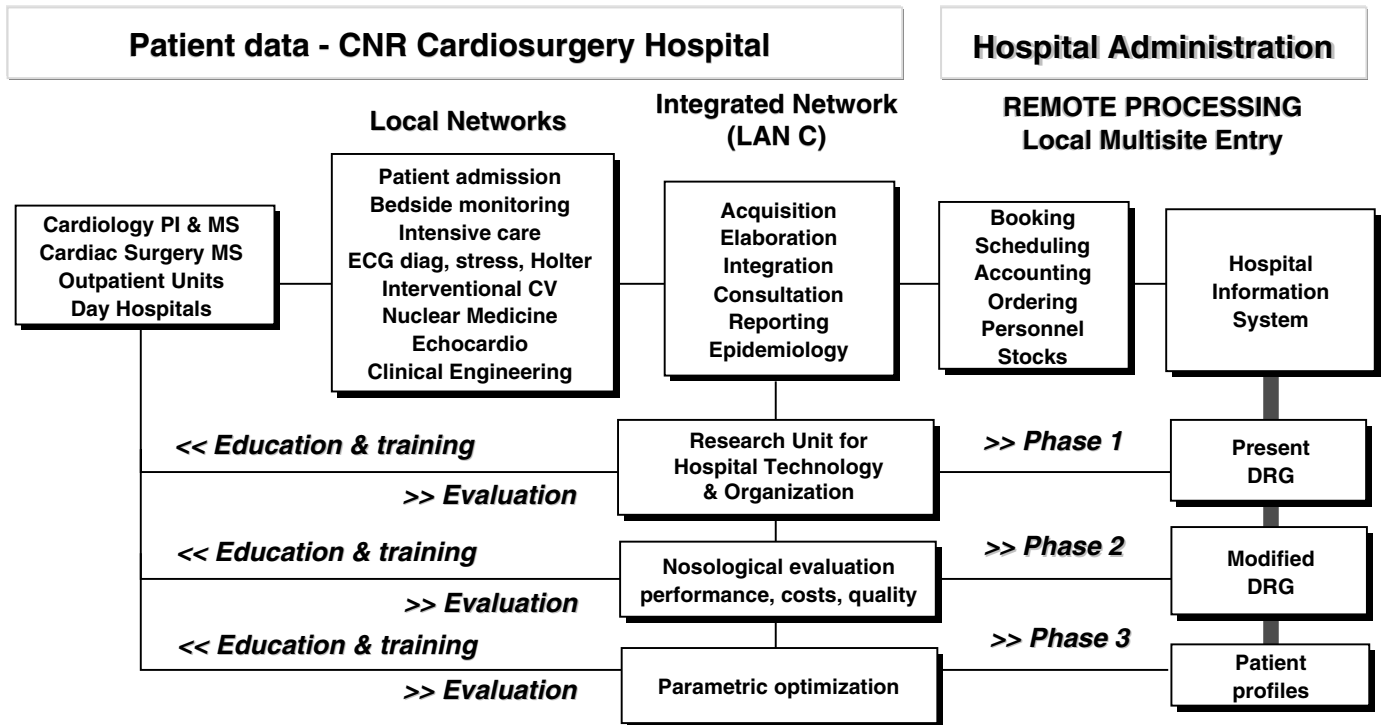 Patient data - CNR Cardiosurgery Hospital
Hospital Administration
Local Networks
Integrated Network
(LAN C)
REMOTE PROCESSING
Local Multisite Entry
Cardiology PI & MS
Cardiac Surgery MS
Outpatient Units
Day Hospitals
Patient admission
Bedside monitoring
Intensive care
ECG diag, stress, Holter
Interventional CV
Nuclear Medicine
Echocardio
Clinical Engineering
Acquisition
Elaboration
Integration
Consultation
Reporting
Epidemiology
Booking
Scheduling
Accounting
Ordering
Personnel
Stocks
Hospital
Information
System
<< Education & training
>> Evaluation
Research Unit for
Hospital Technology
& Organization
>> Phase 1
Present
DRG
<< Education & training
>> Evaluation
Nosological evaluation
performance, costs, quality
>> Phase 2
Modified
DRG
<< Education & training
>> Evaluation
Parametric optimization
>> Phase 3
Patient
profiles